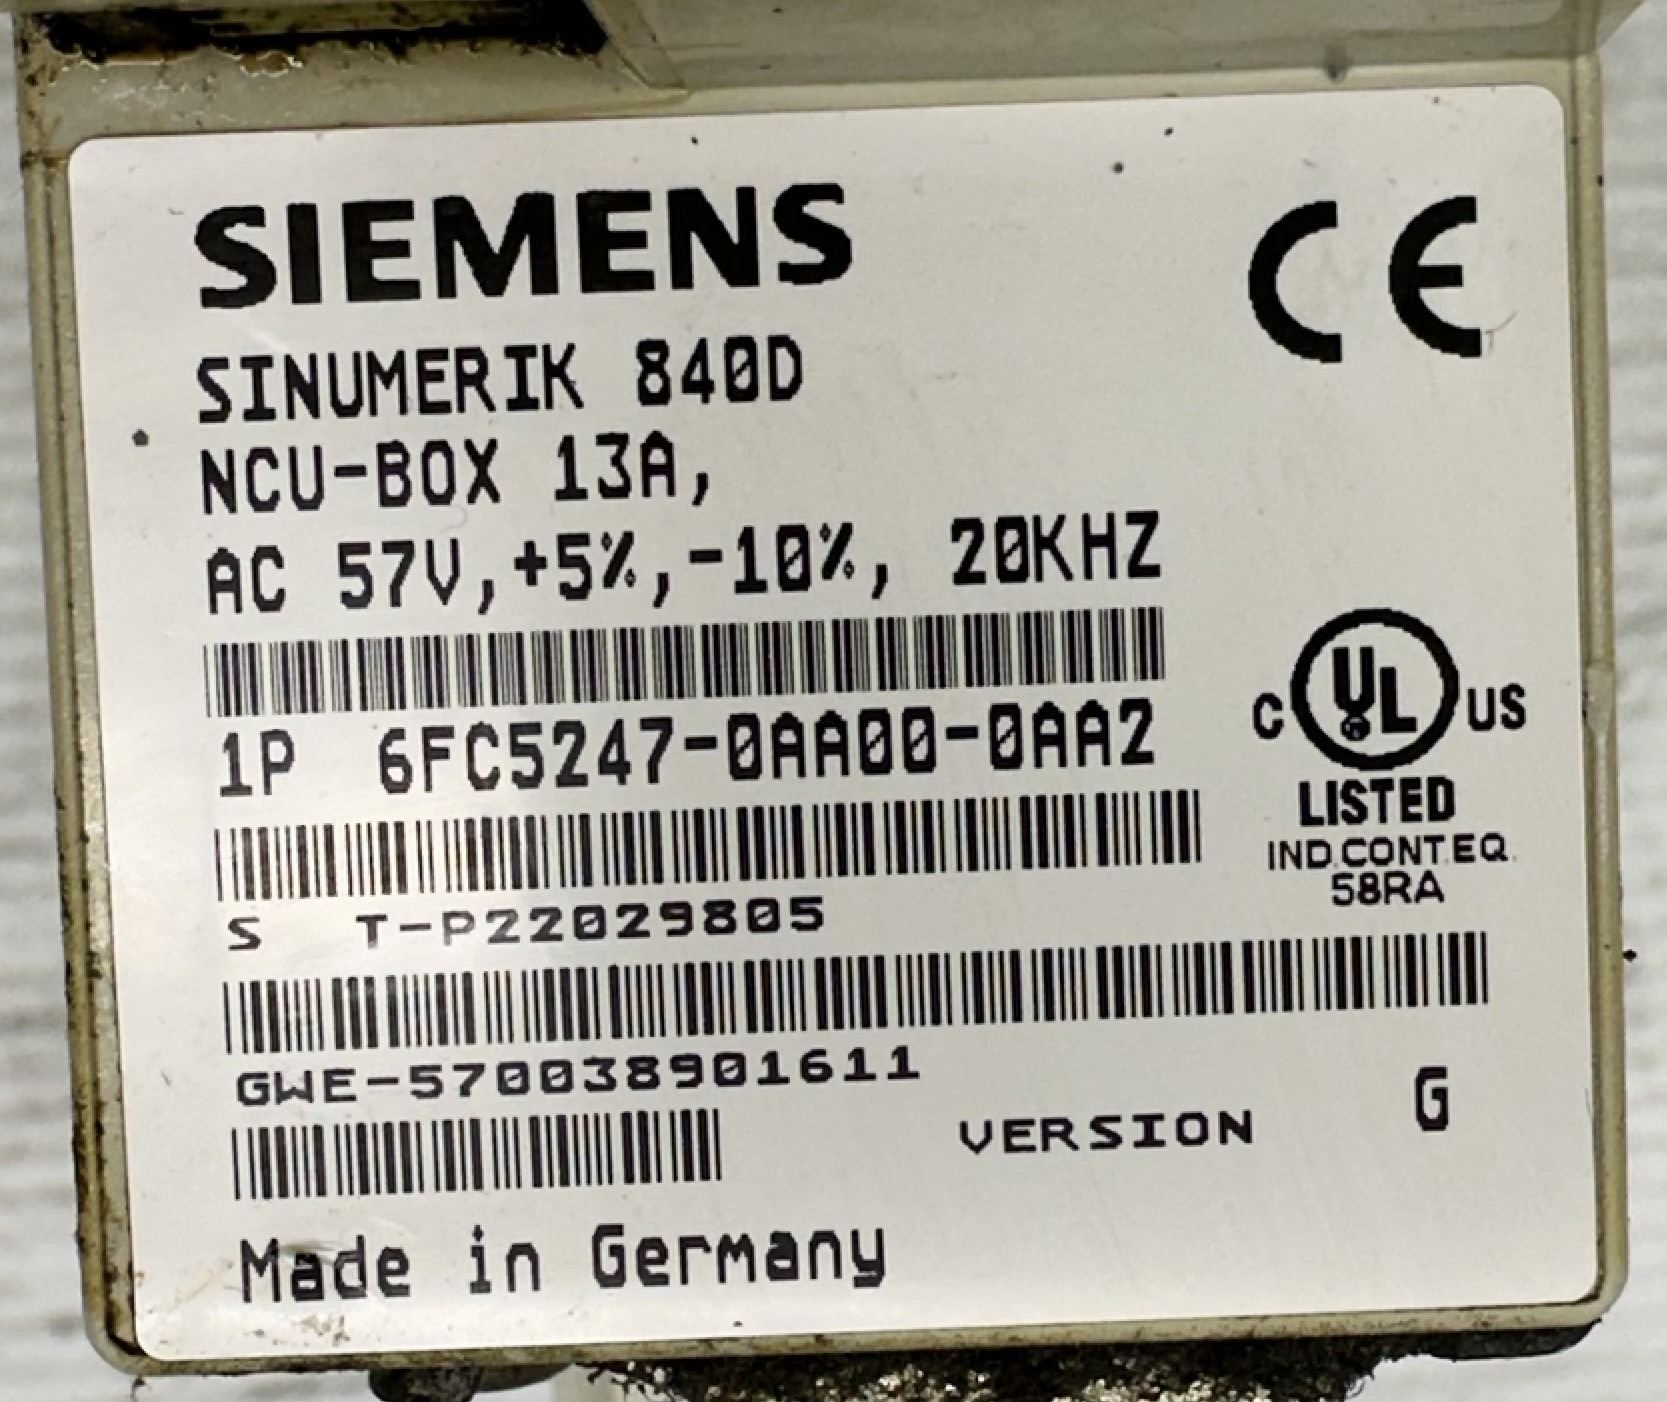 SIEMENS
CE
SINUMERIK 840D
NCU-BOX 13A,
AC 57V,+5%,-10%, 20KHZ
1P 6FC5247-0AA00-0AA2
C UL US
LISTED
IND.CONT.EQ.
58RA
S T-P22029805
GWE-570038901611
VERSION G
Made in Germany